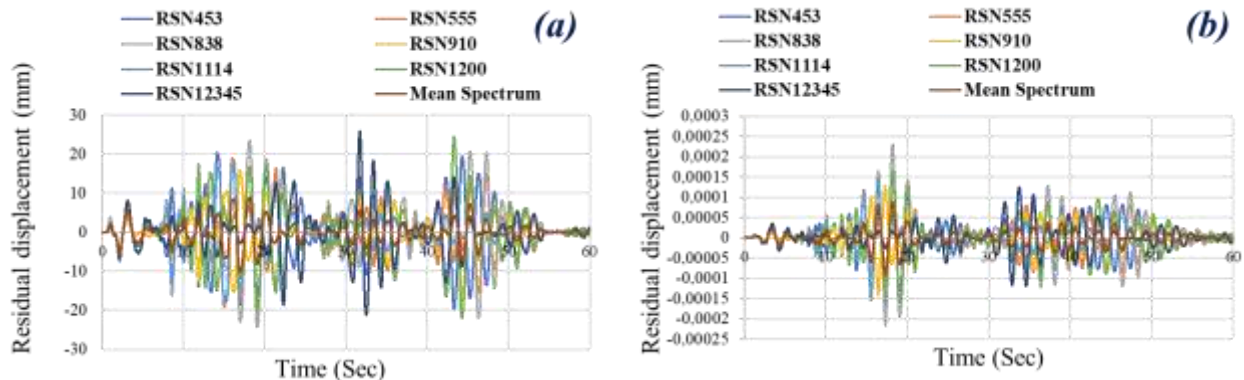 RSN453 RSN555
RSN838 RSN910
RSN1114 RSN1200
RSN12345 Mean Spectrum
(a)
Residual displacement (mm)
30
20
10
0
-10
-20
-30
0 60
Time (Sec)
RSN453 RSN555
RSN838 RSN910
RSN1114 RSN1200
RSN12345 Mean Spectrum
(b)
Residual displacement (mm)
0,0003
0,00025
0,0002
0,00015
0,0001
0,00005
0
-0,00005
-0,0001
-0,00015
-0,0002
-0,00025
0 30 60
Time (Sec)